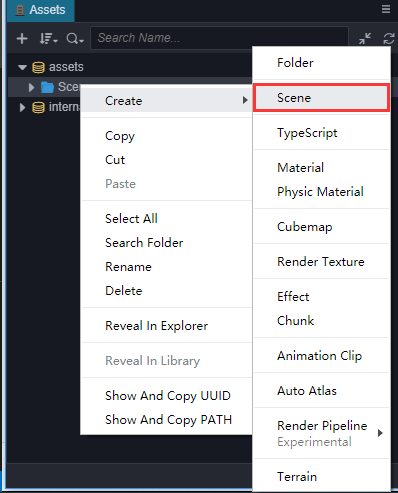 Assets
Search Name...
assets
Sce
interna
Create
Copy
Cut
Paste
Select All
Search Folder
Rename
Delete
Reveal In Explorer
Reveal In Library
Show And Copy UUID
Show And Copy PATH
Folder
Scene
TypeScript
Material
Physic Material
Cubemap
Render Texture
Effect
Chunk
Animation Clip
Auto Atlas
Render Pipeline
Experimental
Terrain